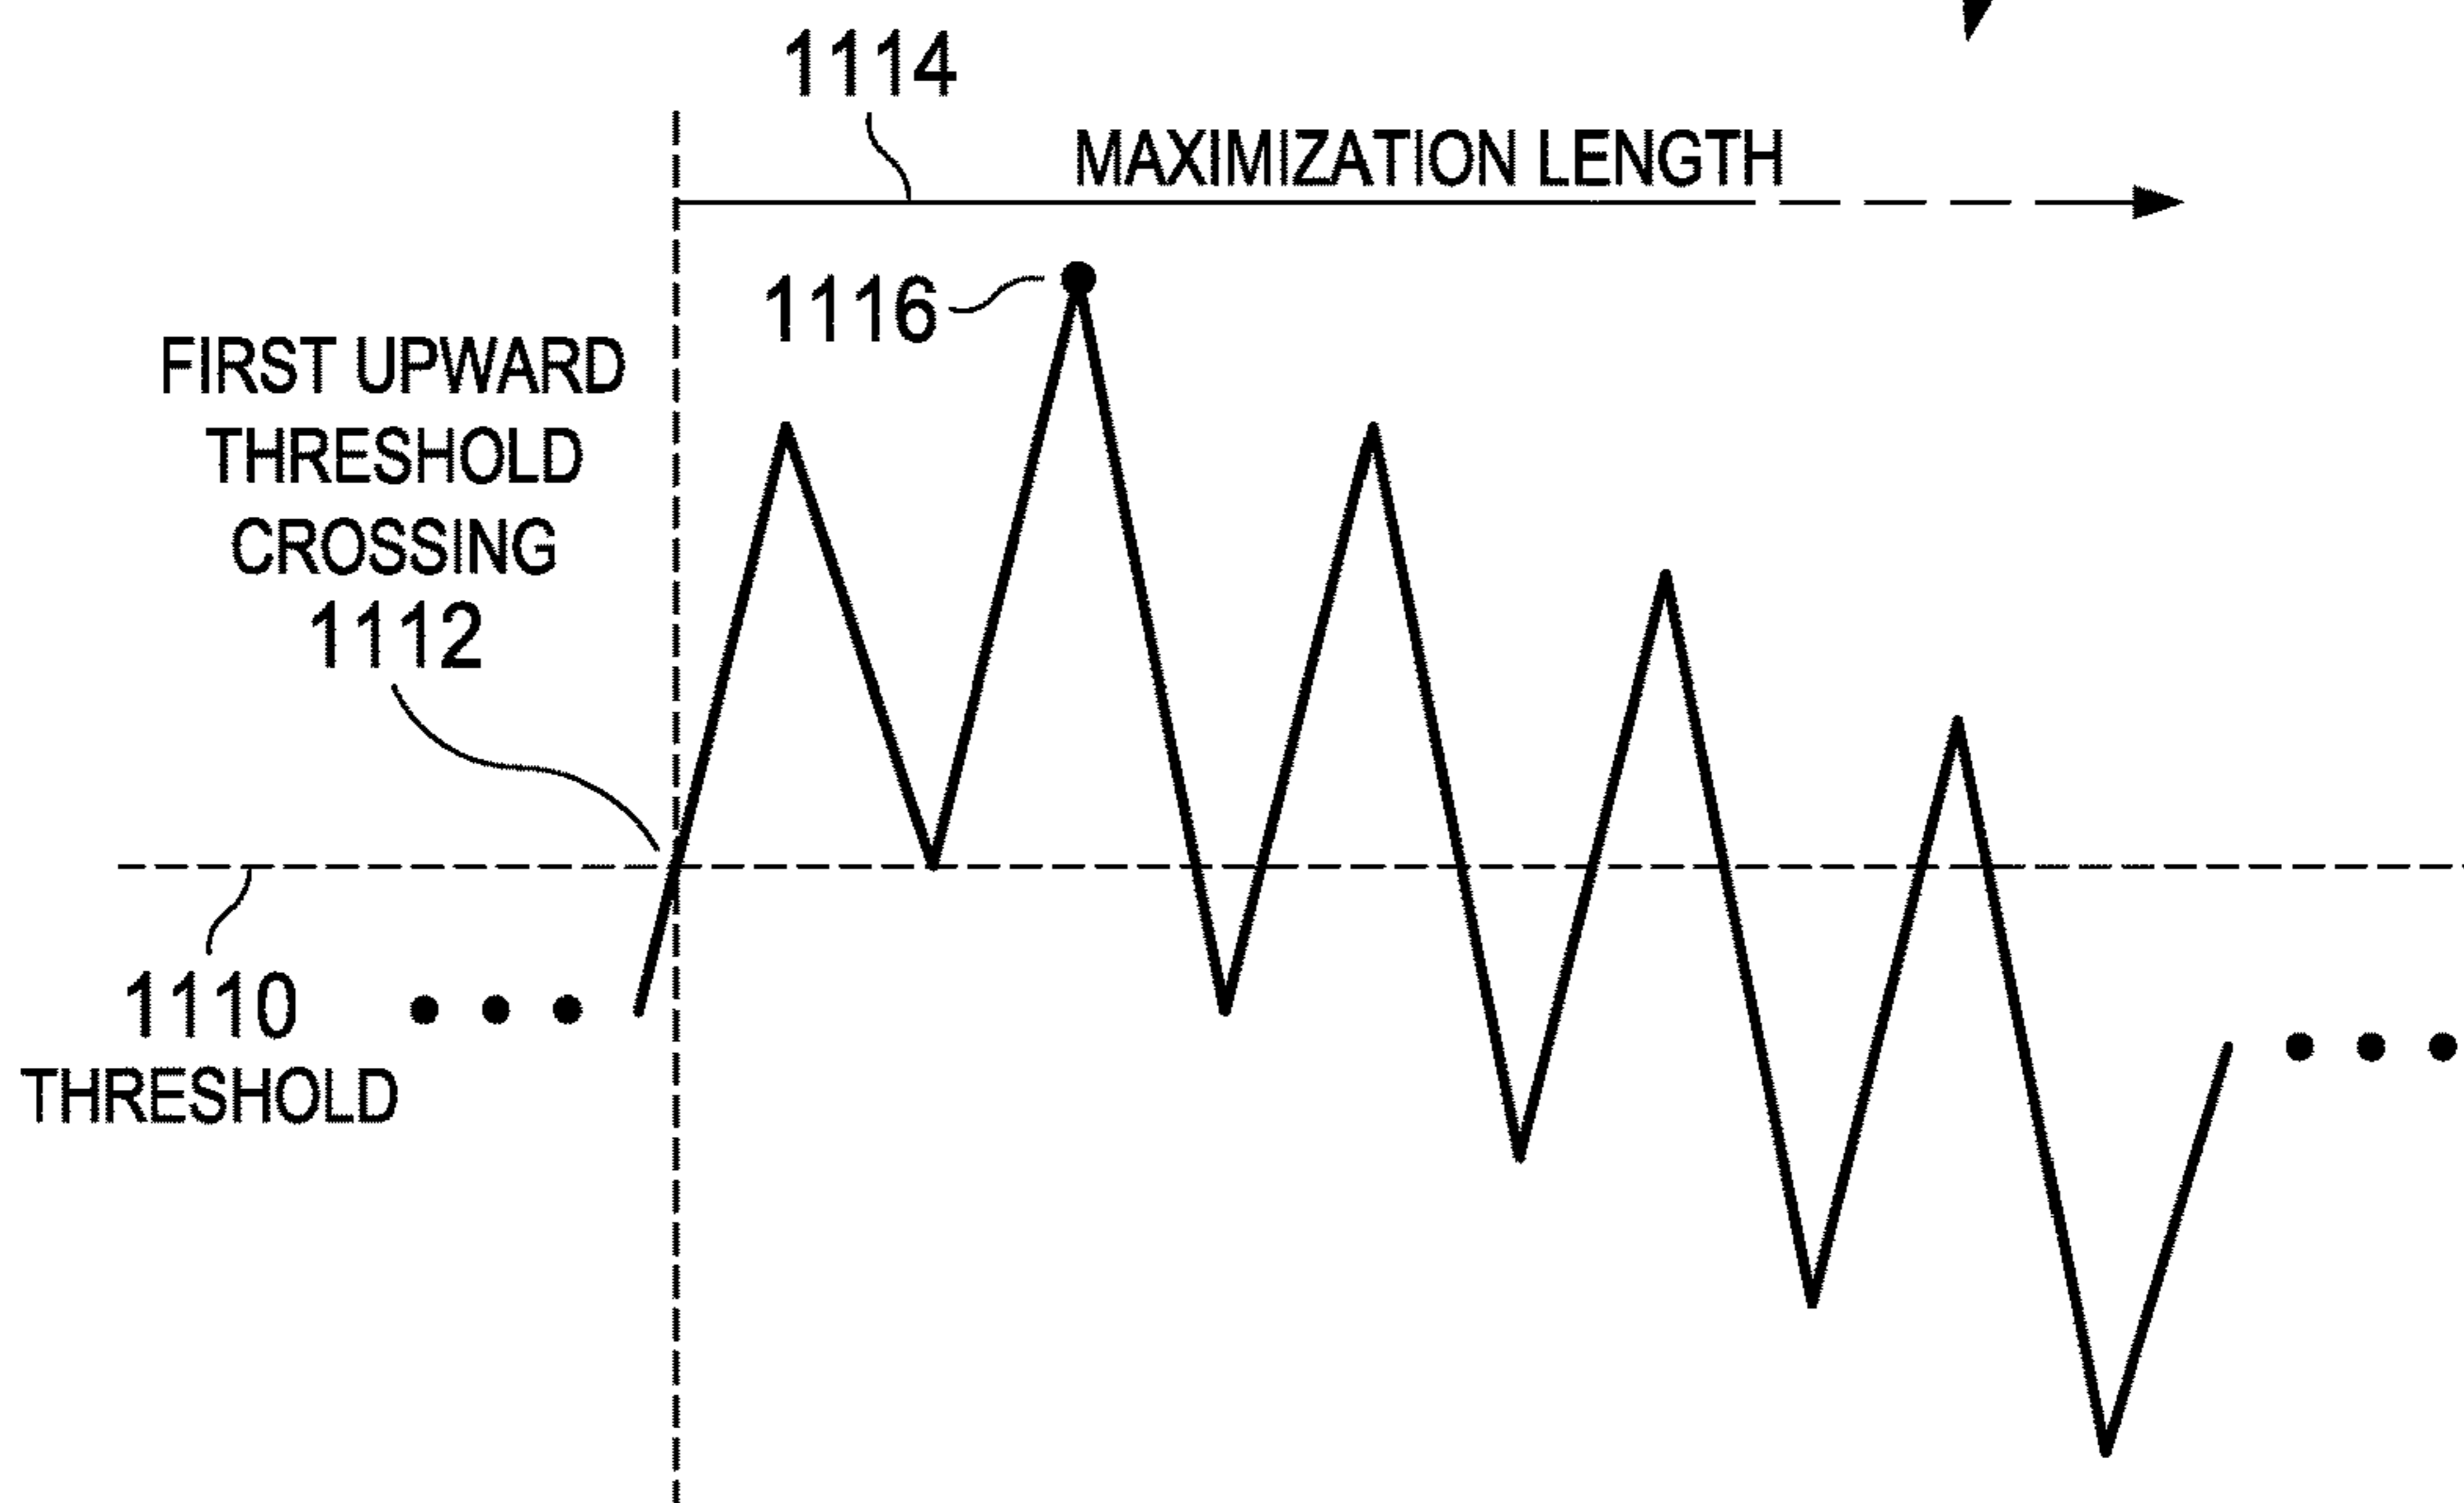 1114
MAXIMIZATION LENGTH
1116
FIRST UPWARD
THRESHOLD
CROSSING
1112
1110
THRESHOLD